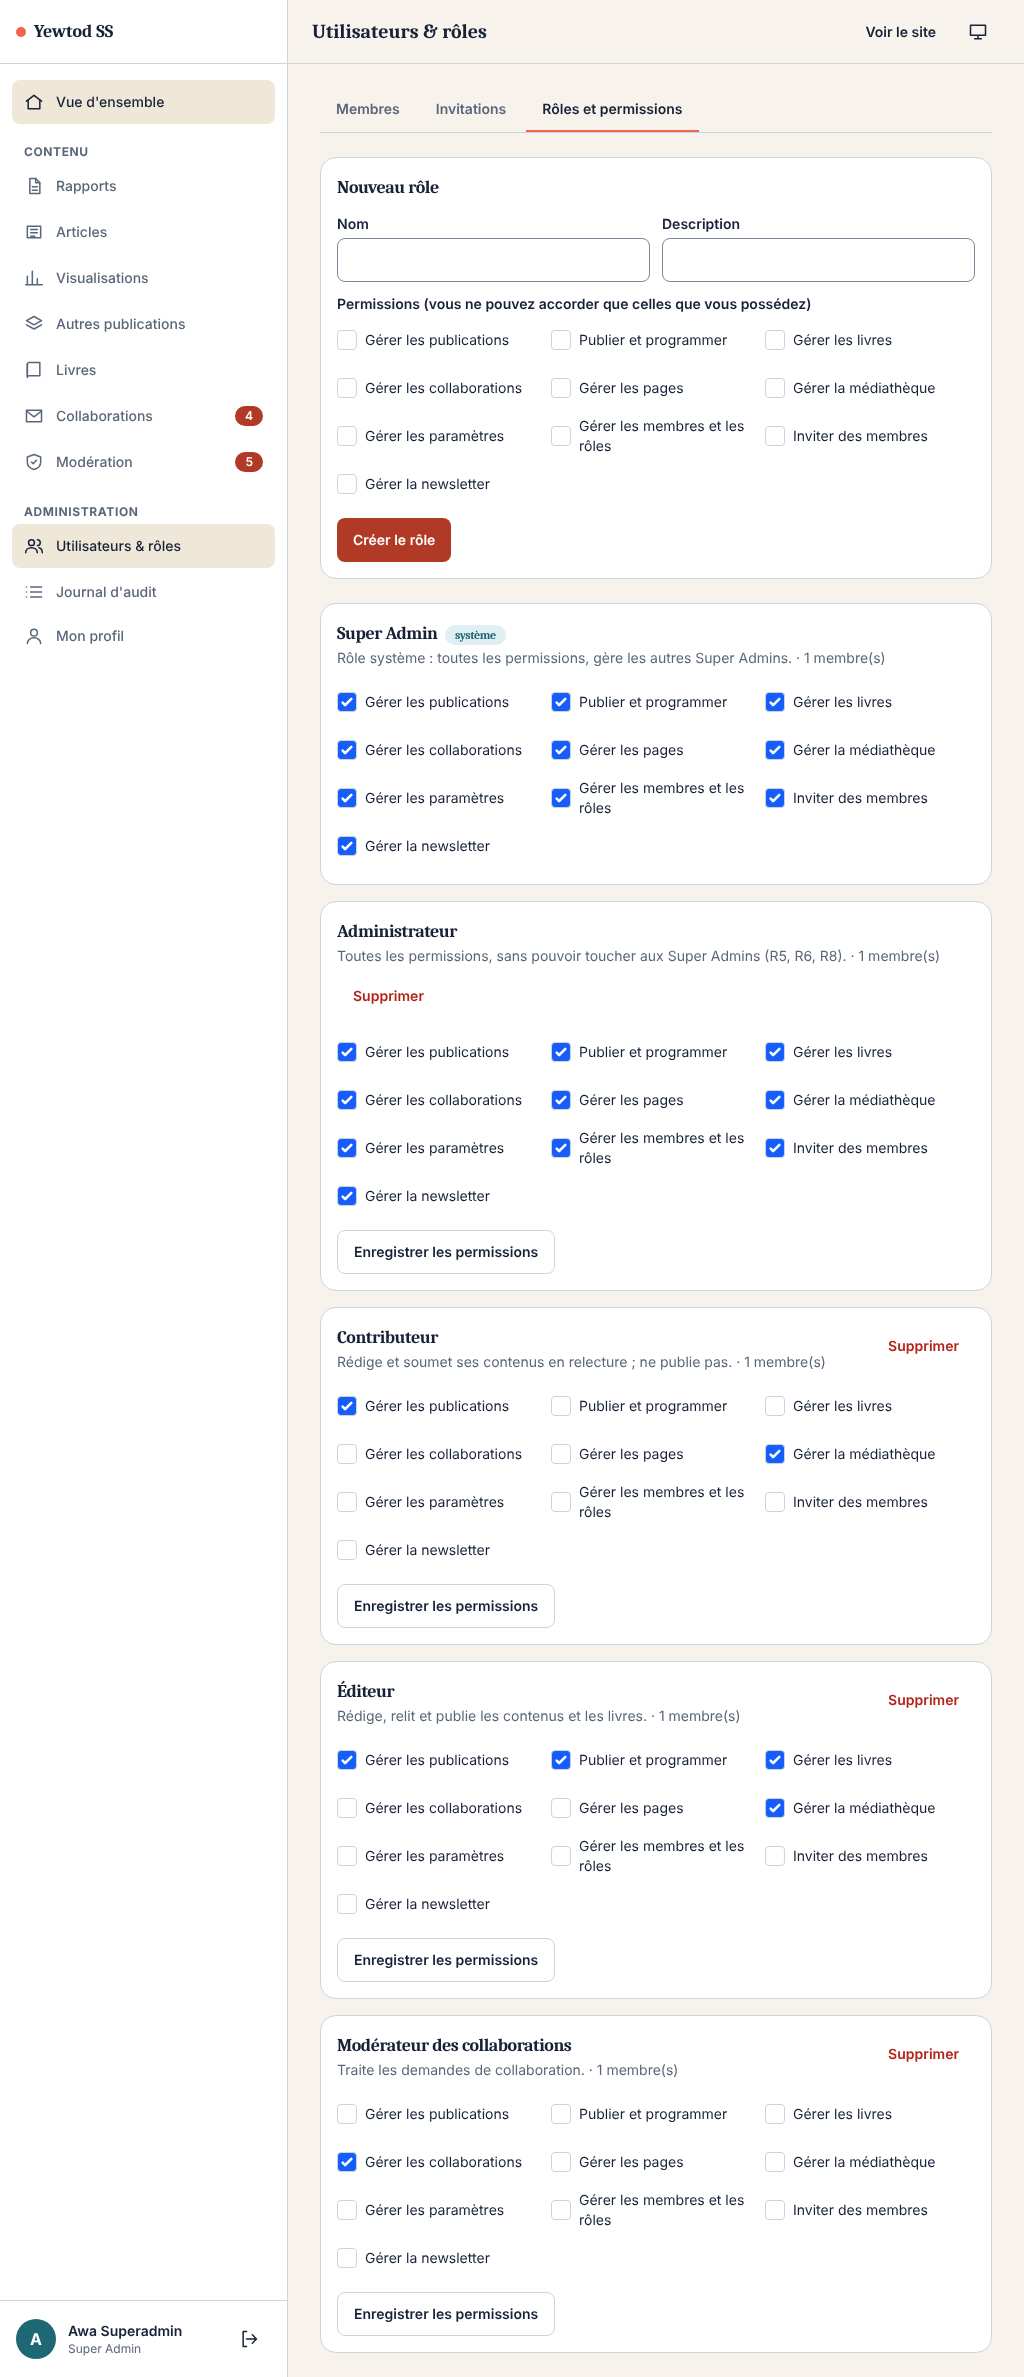 Yewtod SS
Vue d'ensemble
CONTENU
Rapports
Articles
Visualisations
Autres publications
Livres
Collaborations 4
Modération 5
ADMINISTRATION
Utilisateurs & rôles
Journal d'audit
Mon profil
A
Awa Superadmin
Super Admin
Utilisateurs & rôles
Voir le site
Membres Invitations Rôles et permissions
Nouveau rôle
Nom Description
Permissions (vous ne pouvez accorder que celles que vous possédez)
Gérer les publications Publier et programmer Gérer les livres
Gérer les collaborations Gérer les pages Gérer la médiathèque
Gérer les paramètres Gérer les membres et les rôles Inviter des membres
Gérer la newsletter
Créer le rôle
Super Admin système
Rôle système : toutes les permissions, gère les autres Super Admins. · 1 membre(s)
Gérer les publications Publier et programmer Gérer les livres
Gérer les collaborations Gérer les pages Gérer la médiathèque
Gérer les paramètres Gérer les membres et les rôles Inviter des membres
Gérer la newsletter
Administrateur
Toutes les permissions, sans pouvoir toucher aux Super Admins (R5, R6, R8). · 1 membre(s)
Supprimer
Gérer les publications Publier et programmer Gérer les livres
Gérer les collaborations Gérer les pages Gérer la médiathèque
Gérer les paramètres Gérer les membres et les rôles Inviter des membres
Gérer la newsletter
Enregistrer les permissions
Contributeur
Supprimer
Rédige et soumet ses contenus en relecture ; ne publie pas. · 1 membre(s)
Gérer les publications Publier et programmer Gérer les livres
Gérer les collaborations Gérer les pages Gérer la médiathèque
Gérer les paramètres Gérer les membres et les rôles Inviter des membres
Gérer la newsletter
Enregistrer les permissions
Éditeur
Supprimer
Rédige, relit et publie les contenus et les livres. · 1 membre(s)
Gérer les publications Publier et programmer Gérer les livres
Gérer les collaborations Gérer les pages Gérer la médiathèque
Gérer les paramètres Gérer les membres et les rôles Inviter des membres
Gérer la newsletter
Enregistrer les permissions
Modérateur des collaborations
Supprimer
Traite les demandes de collaboration. · 1 membre(s)
Gérer les publications Publier et programmer Gérer les livres
Gérer les collaborations Gérer les pages Gérer la médiathèque
Gérer les paramètres Gérer les membres et les rôles Inviter des membres
Gérer la newsletter
Enregistrer les permissions